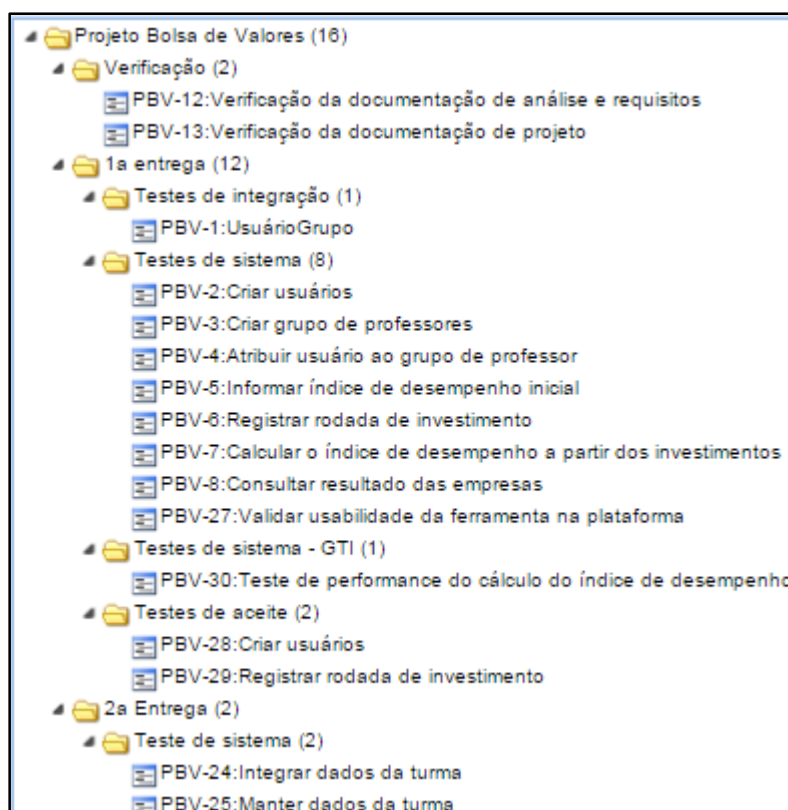 Projeto Bolsa de Valores (16)
Verificação (2)
PBV-12:Verificação da documentação de análise e requisitos
PBV-13:Verificação da documentação de projeto
1a entrega (12)
Testes de integração (1)
PBV-1:UsuárioGrupo
Testes de sistema (8)
PBV-2:Criar usuários
PBV-3:Criar grupo de professores
PBV-4:Atribuir usuário ao grupo de professor
PBV-5:Informar índice de desempenho inicial
PBV-6:Registrar rodada de investimento
PBV-7:Calcular o índice de desempenho a partir dos investimentos
PBV-8:Consultar resultado das empresas
PBV-27:Validar usabilidade da ferramenta na plataforma
Testes de sistema - GTI (1)
PBV-30:Teste de performance do cálculo do índice de desempenho
Testes de aceite (2)
PBV-28:Criar usuários
PBV-29:Registrar rodada de investimento
2a Entrega (2)
Teste de sistema (2)
PBV-24:Integrar dados da turma
PBV-25:Manter dados da turma